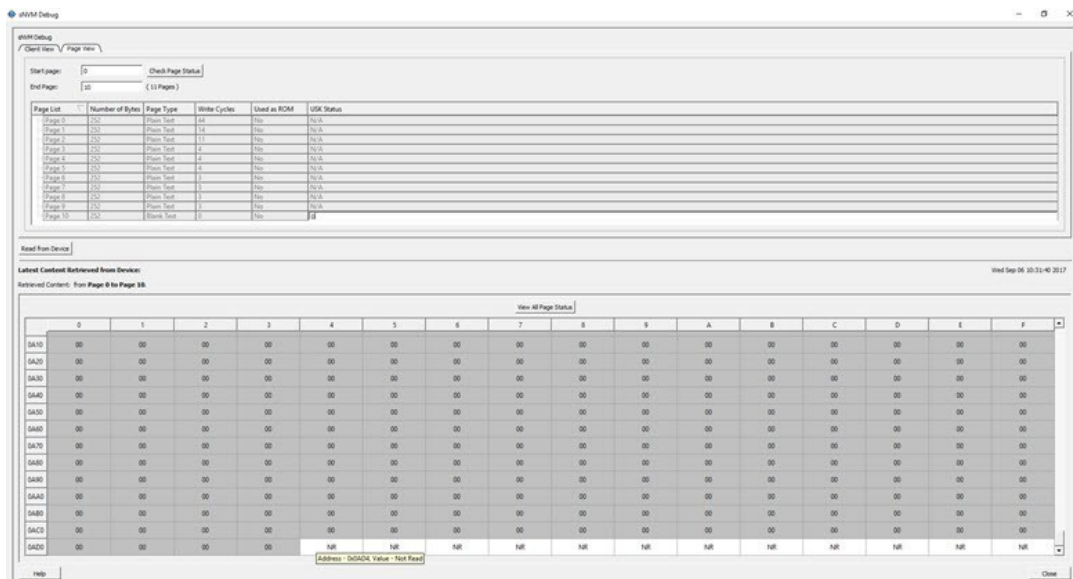 sNVM Debug
sNVM Debug
Client View Page View
Start page: 0 Check Page Status
End Page: 10 ( 11 Pages )
Page List Number of Bytes Page Type Write Cycles Used as ROM USK Status
Page 0 252 Plain Text 44 No N/A
Page 1 252 Plain Text 14 No N/A
Page 2 252 Plain Text 11 No N/A
Page 3 252 Plain Text 4 No N/A
Page 4 252 Plain Text 4 No N/A
Page 5 252 Plain Text 4 No N/A
Page 6 252 Plain Text 3 No N/A
Page 7 252 Plain Text 3 No N/A
Page 8 252 Plain Text 3 No N/A
Page 9 252 Plain Text 3 No N/A
Page 10 252 Blank Text 0 No
Read from Device
Latest Content Retrieved from Device: Wed Sep 06 10:31:40 2017
Retrieved Content: from Page 0 to Page 10.
View All Page Status
0 1 2 3 4 5 6 7 8 9 A B C D E F
0A10 00 00 00 00 00 00 00 00 00 00 00 00 00 00 00 00
0A20 00 00 00 00 00 00 00 00 00 00 00 00 00 00 00 00
0A30 00 00 00 00 00 00 00 00 00 00 00 00 00 00 00 00
0A40 00 00 00 00 00 00 00 00 00 00 00 00 00 00 00 00
0A50 00 00 00 00 00 00 00 00 00 00 00 00 00 00 00 00
0A60 00 00 00 00 00 00 00 00 00 00 00 00 00 00 00 00
0A70 00 00 00 00 00 00 00 00 00 00 00 00 00 00 00 00
0A80 00 00 00 00 00 00 00 00 00 00 00 00 00 00 00 00
0A90 00 00 00 00 00 00 00 00 00 00 00 00 00 00 00 00
0AA0 00 00 00 00 00 00 00 00 00 00 00 00 00 00 00 00
0AB0 00 00 00 00 00 00 00 00 00 00 00 00 00 00 00 00
0AC0 00 00 00 00 00 00 00 00 00 00 00 00 00 00 00 00
0AD0 00 00 00 00 NR NR NR NR NR NR NR NR NR NR NR NR
Address - 0x0AD4, Value - Not Read
Help Close